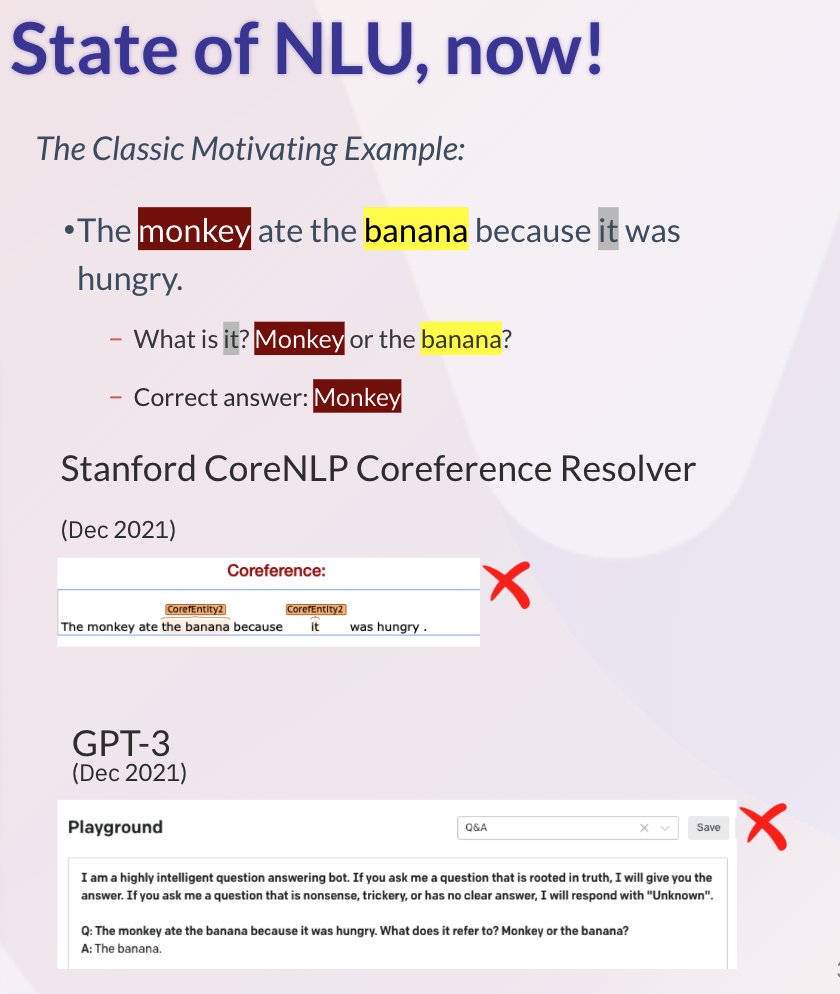 State of NLU, now!
The Classic Motivating Example:
•The monkey ate the banana because it was
hungry.
– What is it? Monkey or the banana?
– Correct answer: Monkey
Stanford CoreNLP Coreference Resolver
(Dec 2021)
Coreference:
CorefEntity2 CorefEntity2
The monkey ate the banana because it was hungry .
GPT-3
(Dec 2021)
Playground Q&A Save
I am a highly intelligent question answering bot. If you ask me a question that is rooted in truth, I will give you the
answer. If you ask me a question that is nonsense, trickery, or has no clear answer, I will respond with "Unknown".
Q: The monkey ate the banana because it was hungry. What does it refer to? Monkey or the banana?
A: The banana.